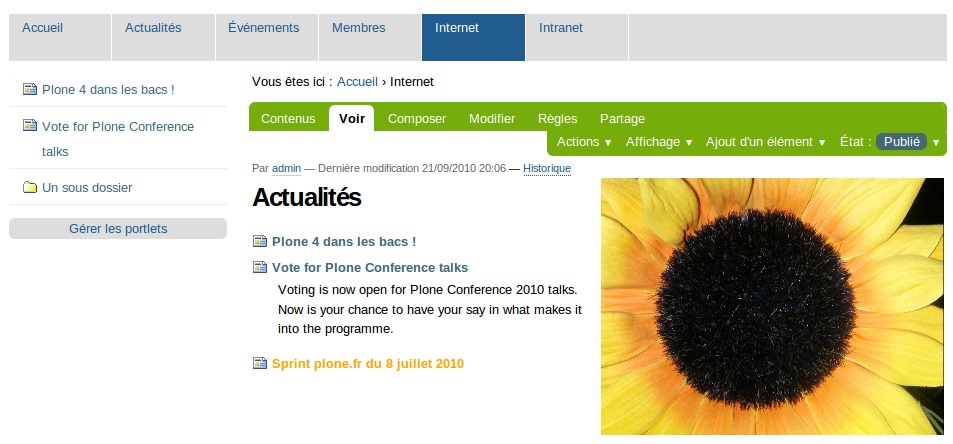 Accueil Actualités Événements Membres Internet Intranet
Vous êtes ici : Accueil › Internet
Plone 4 dans les bacs !
Vote for Plone Conference
talks
Un sous dossier
Gérer les portlets
Contenus Voir Composer Modifier Règles Partage
Actions ▼ Affichage ▼ Ajout d'un élément ▼ État : Publié ▼
Par admin — Dernière modification 21/09/2010 20:06 — Historique
Actualités
Plone 4 dans les bacs !
Vote for Plone Conference talks
Voting is now open for Plone Conference 2010 talks.
Now is your chance to have your say in what makes it
into the programme.
Sprint plone.fr du 8 juillet 2010